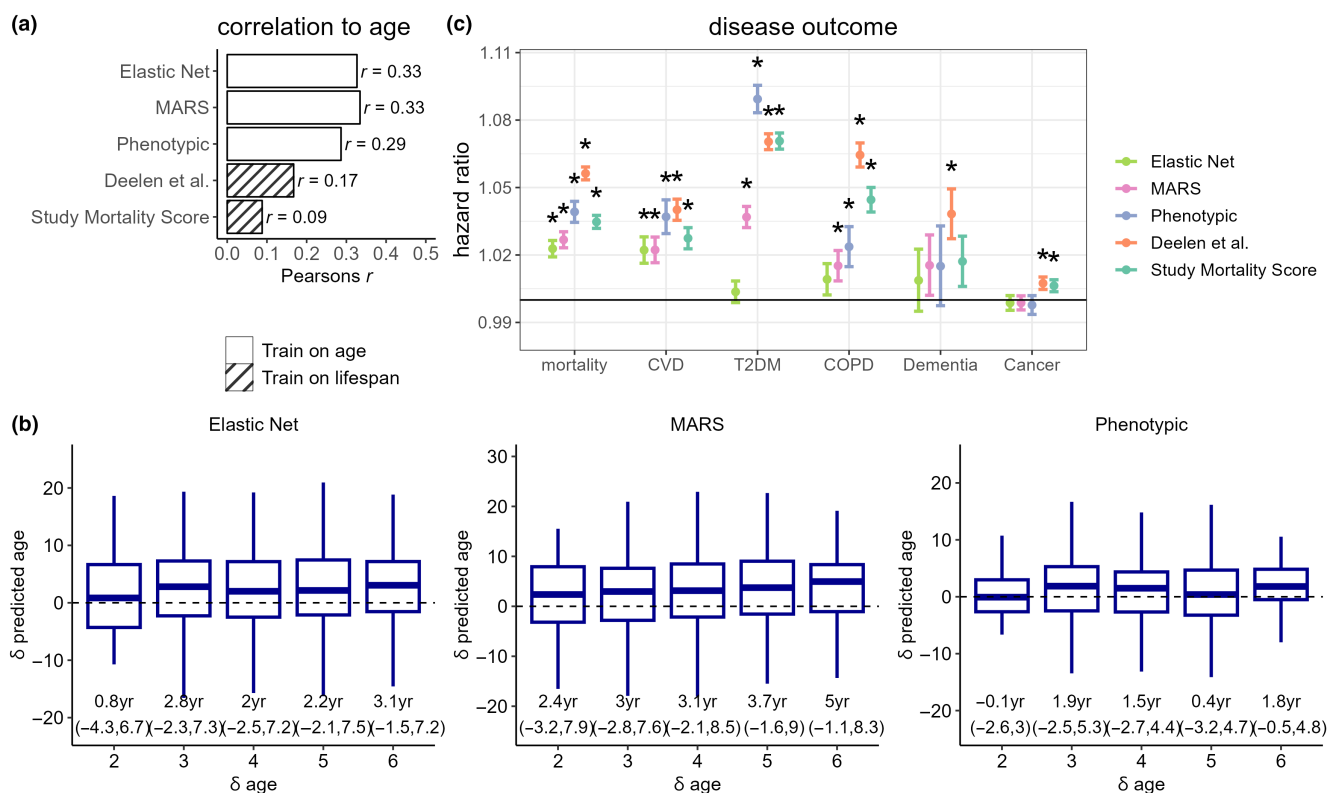 (a)
correlation to age
Elastic Net
r = 0.33
MARS
r = 0.33
Phenotypic
r = 0.29
Deelen et al.
r = 0.17
Study Mortality Score
r = 0.09
0.0 0.1 0.2 0.3 0.4 0.5
Pearsons r
Train on age
Train on lifespan
(c)
disease outcome
hazard ratio
1.11
1.08
1.05
1.02
0.99
* * * * *
* * * * *
* * * *
* * * *
*
* *
mortality CVD T2DM COPD Dementia Cancer
Elastic Net
MARS
Phenotypic
Deelen et al.
Study Mortality Score
(b)
Elastic Net
δ predicted age
20
10
0
−10
−20
0.8yr 2.8yr 2yr 2.2yr 3.1yr
(−4.3,6.7) (−2.3,7.3) (−2.5,7.2) (−2.1,7.5) (−1.5,7.2)
2 3 4 5 6
δ age
MARS
δ predicted age
30
20
10
0
−10
−20
2.4yr 3yr 3.1yr 3.7yr 5yr
(−3.2,7.9) (−2.8,7.6) (−2.1,8.5) (−1.6,9) (−1.1,8.3)
2 3 4 5 6
δ age
Phenotypic
δ predicted age
20
10
0
−10
−20
−0.1yr 1.9yr 1.5yr 0.4yr 1.8yr
(−2.6,3) (−2.5,5.3) (−2.7,4.4) (−3.2,4.7) (−0.5,4.8)
2 3 4 5 6
δ age